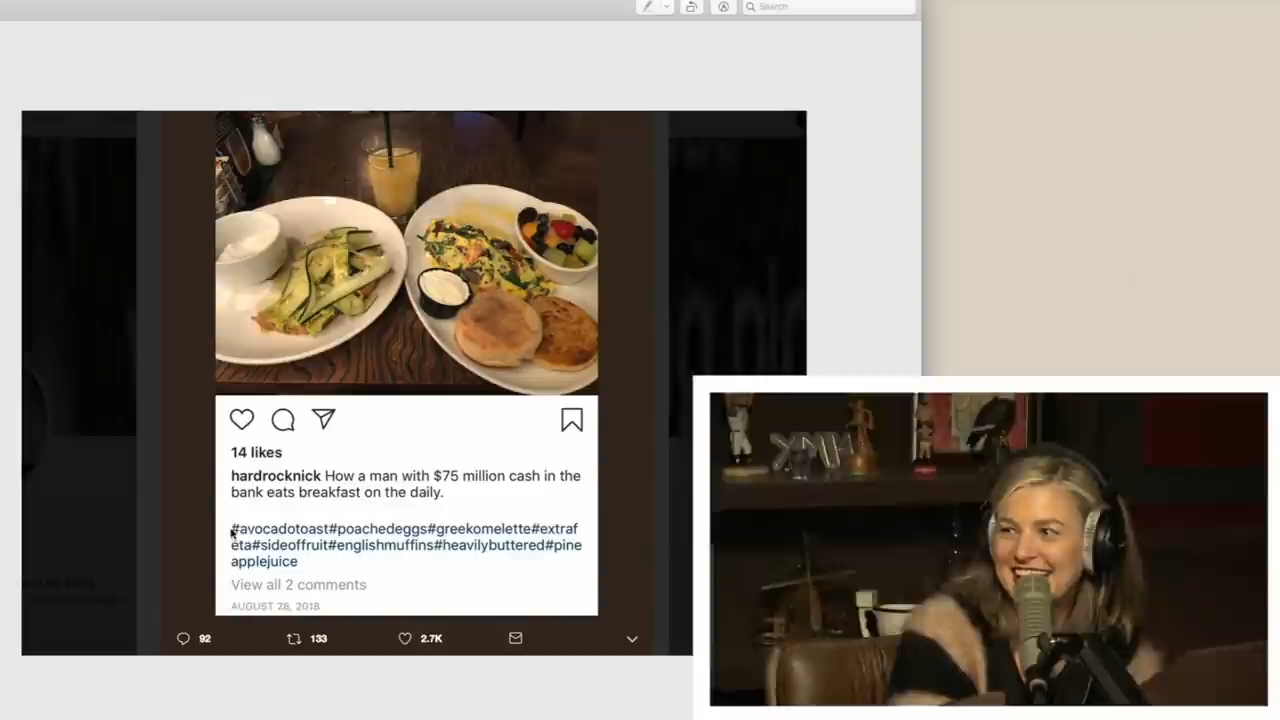 Search
14 likes
hardrocknick How a man with $75 million cash in the
bank eats breakfast on the daily.
#avocadotoast#poachedeggs#greekomelette#extraf
eta#sideoffruit#englishmuffins#heavilybuttered#pine
applejuice
View all 2 comments
AUGUST 28, 2018
92 133 2.7K